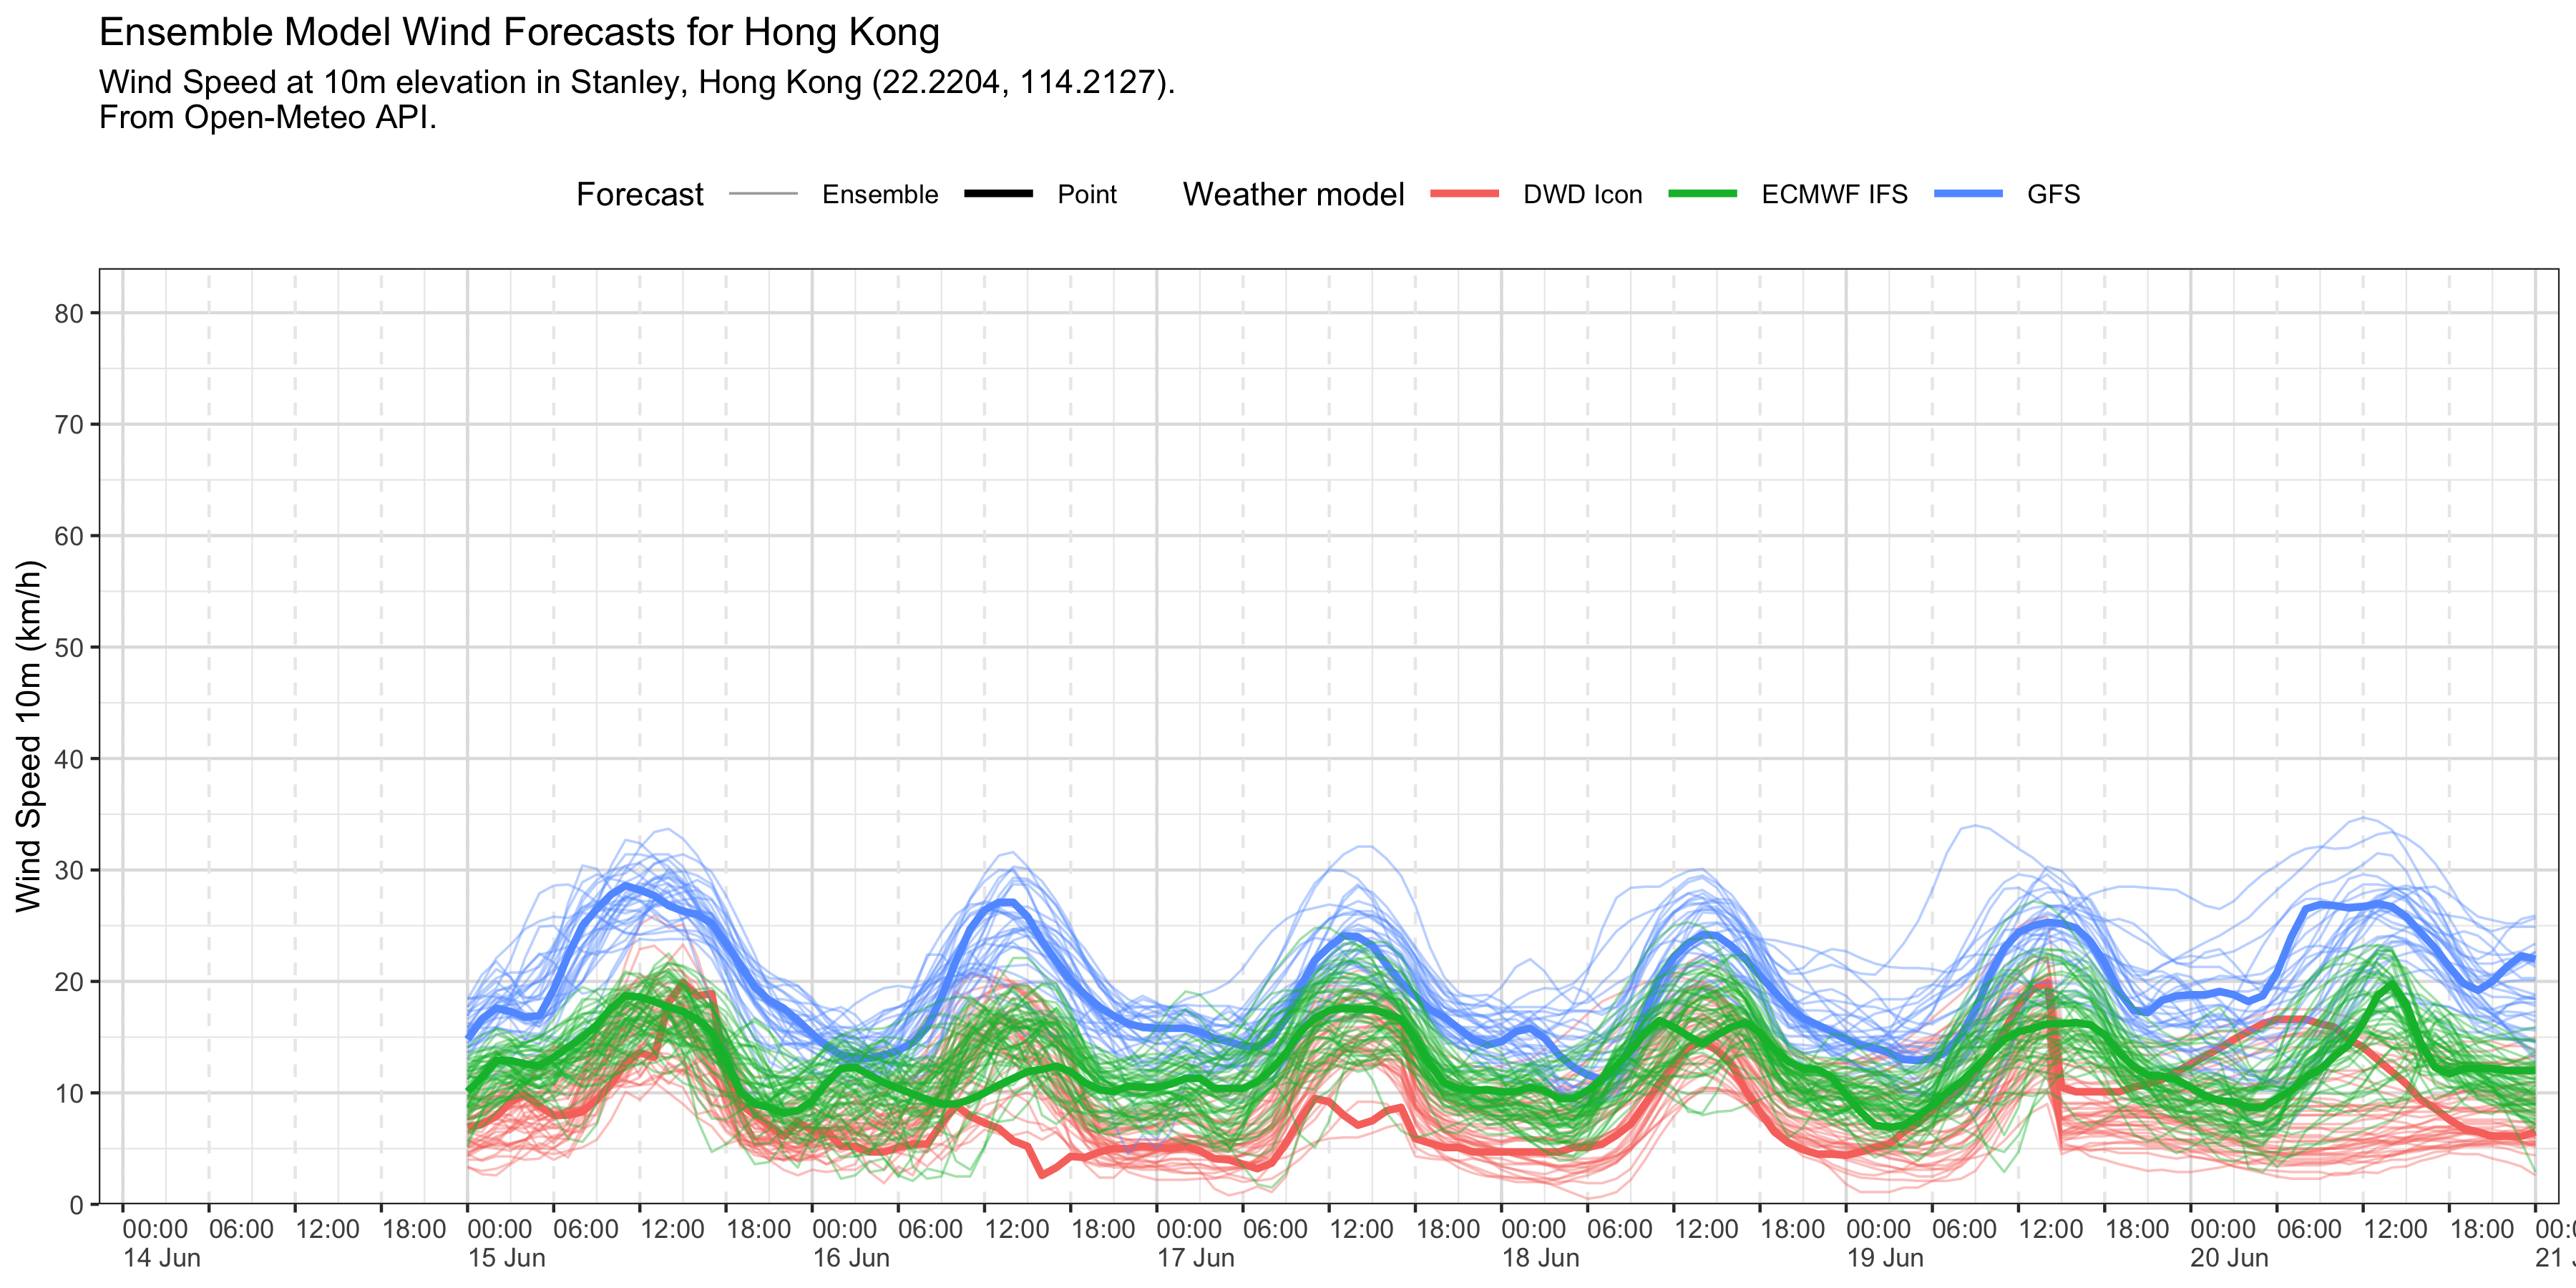 Ensemble Model Wind Forecasts for Hong Kong
Wind Speed at 10m elevation in Stanley, Hong Kong (22.2204, 114.2127).
From Open-Meteo API.
Forecast Ensemble Point Weather model DWD Icon ECMWF IFS GFS
Wind Speed 10m (km/h)
80
70
60
50
40
30
20
10
0
00:00 06:00 12:00 18:00 00:00 06:00 12:00 18:00 00:00 06:00 12:00 18:00 00:00 06:00 12:00 18:00 00:00 06:00 12:00 18:00 00:00 06:00 12:00 18:00 00:00 06:00 12:00 18:00
14 Jun 15 Jun 16 Jun 17 Jun 18 Jun 19 Jun 20 Jun 21